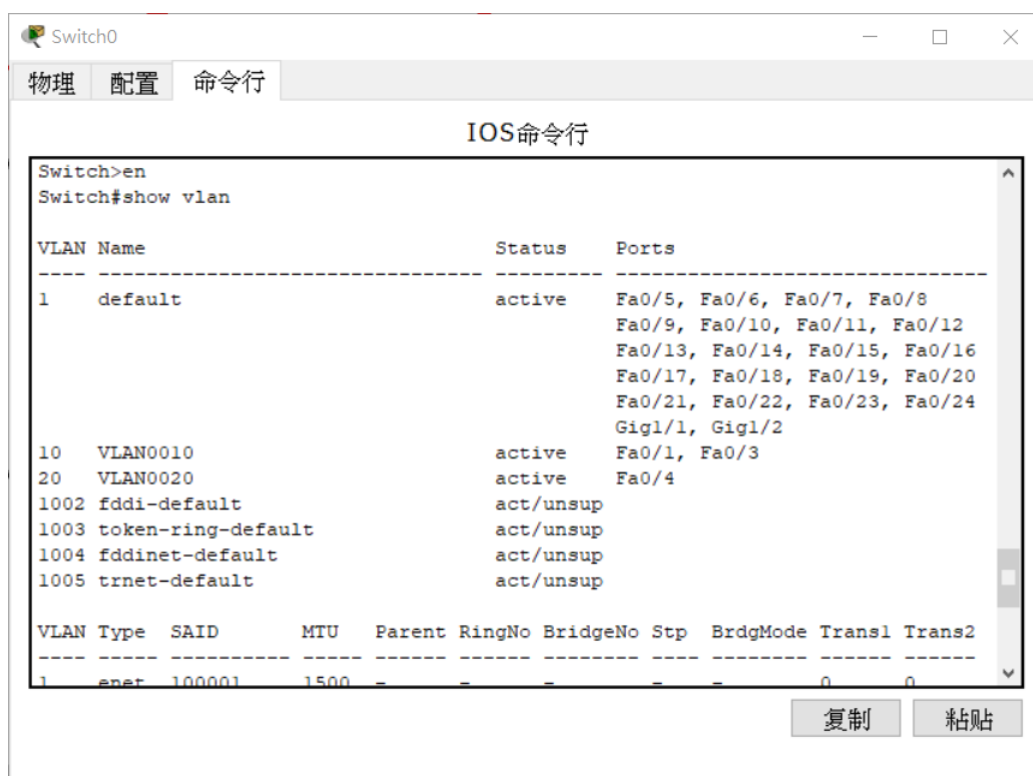 Switch0
物理 配置 命令行
IOS命令行
Switch>en
Switch#show vlan
VLAN Name Status Ports
---- -------------------------------- --------- -------------------------------
1 default active Fa0/5, Fa0/6, Fa0/7, Fa0/8
Fa0/9, Fa0/10, Fa0/11, Fa0/12
Fa0/13, Fa0/14, Fa0/15, Fa0/16
Fa0/17, Fa0/18, Fa0/19, Fa0/20
Fa0/21, Fa0/22, Fa0/23, Fa0/24
Gig1/1, Gig1/2
10 VLAN0010 active Fa0/1, Fa0/3
20 VLAN0020 active Fa0/4
1002 fddi-default act/unsup
1003 token-ring-default act/unsup
1004 fddinet-default act/unsup
1005 trnet-default act/unsup
VLAN Type SAID MTU Parent RingNo BridgeNo Stp BrdgMode Trans1 Trans2
---- ----- ---------- ----- ------ ------ -------- ---- -------- ------ ------
1 enet 100001 1500 - - - - - 0 0
复制 粘贴